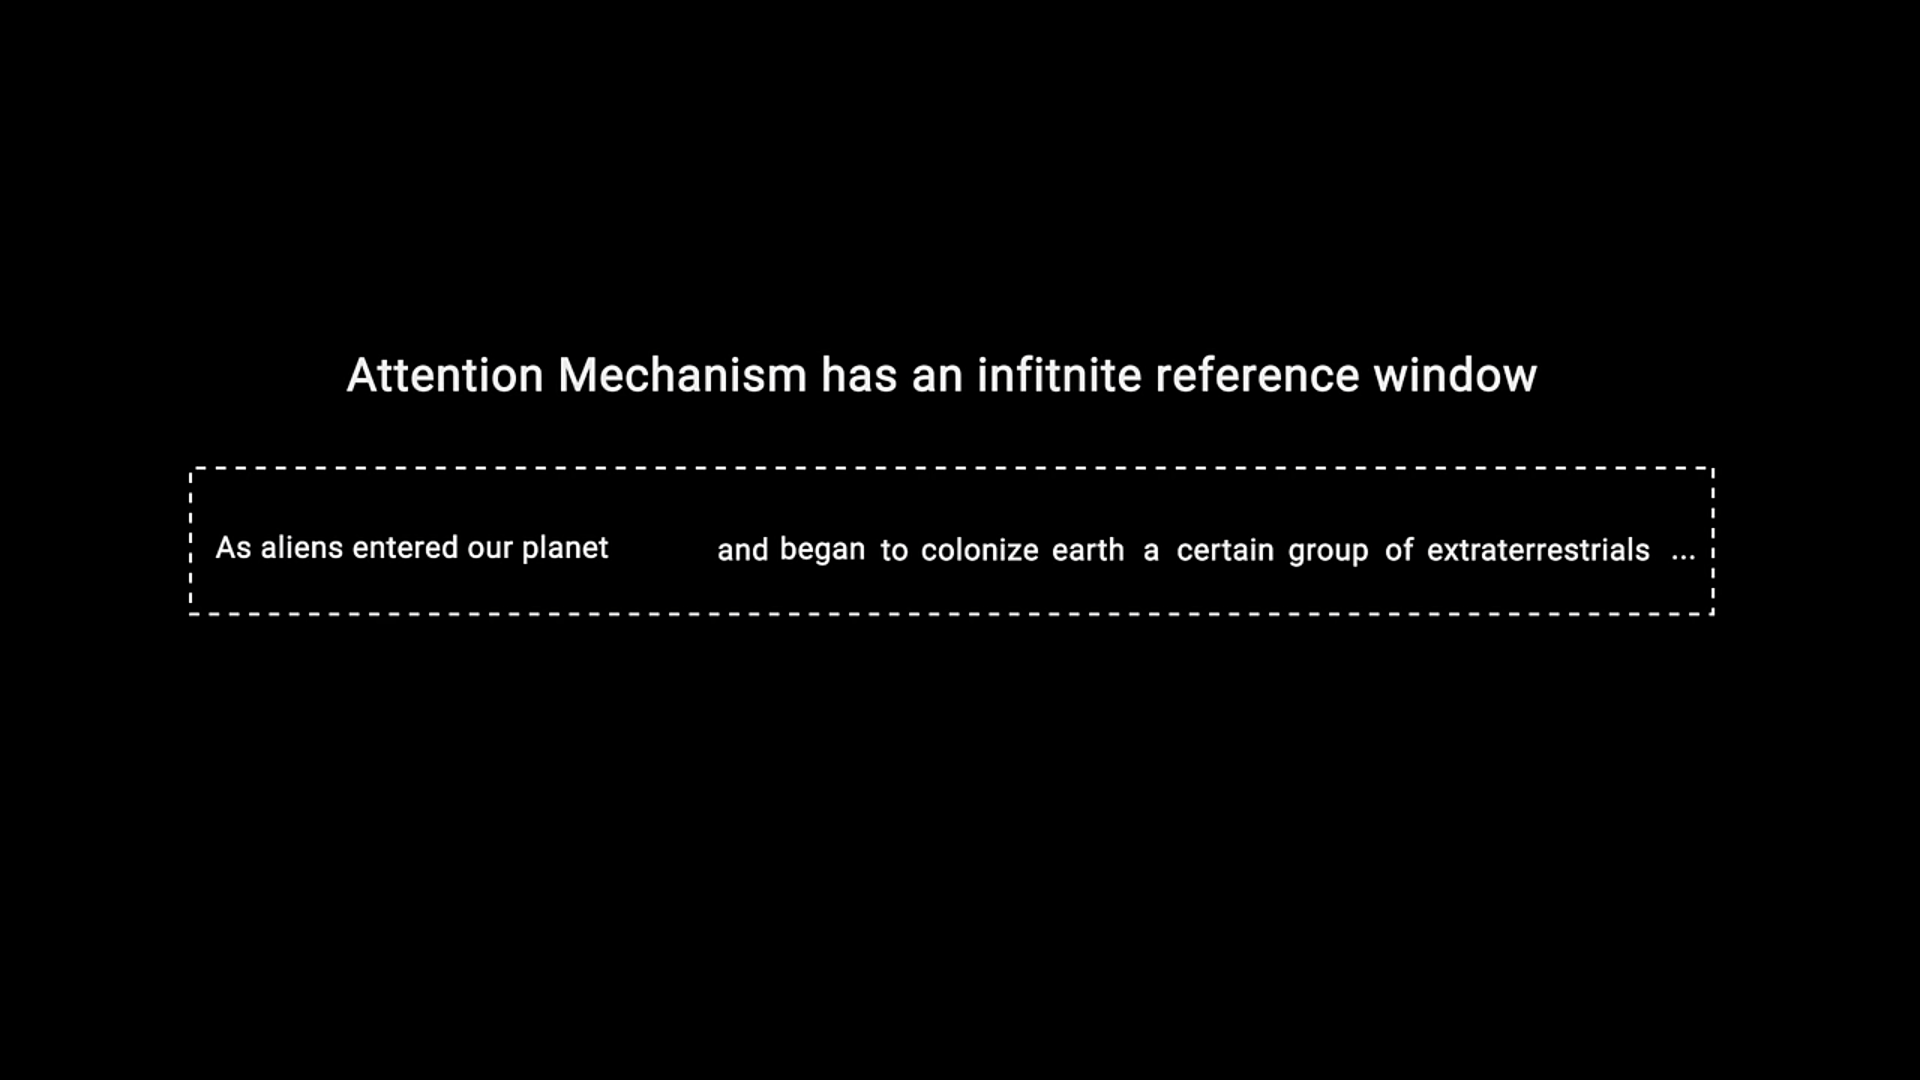 Attention Mechanism has an infitnite reference window
As aliens entered our planet and began to colonize earth a certain group of extraterrestrials ...